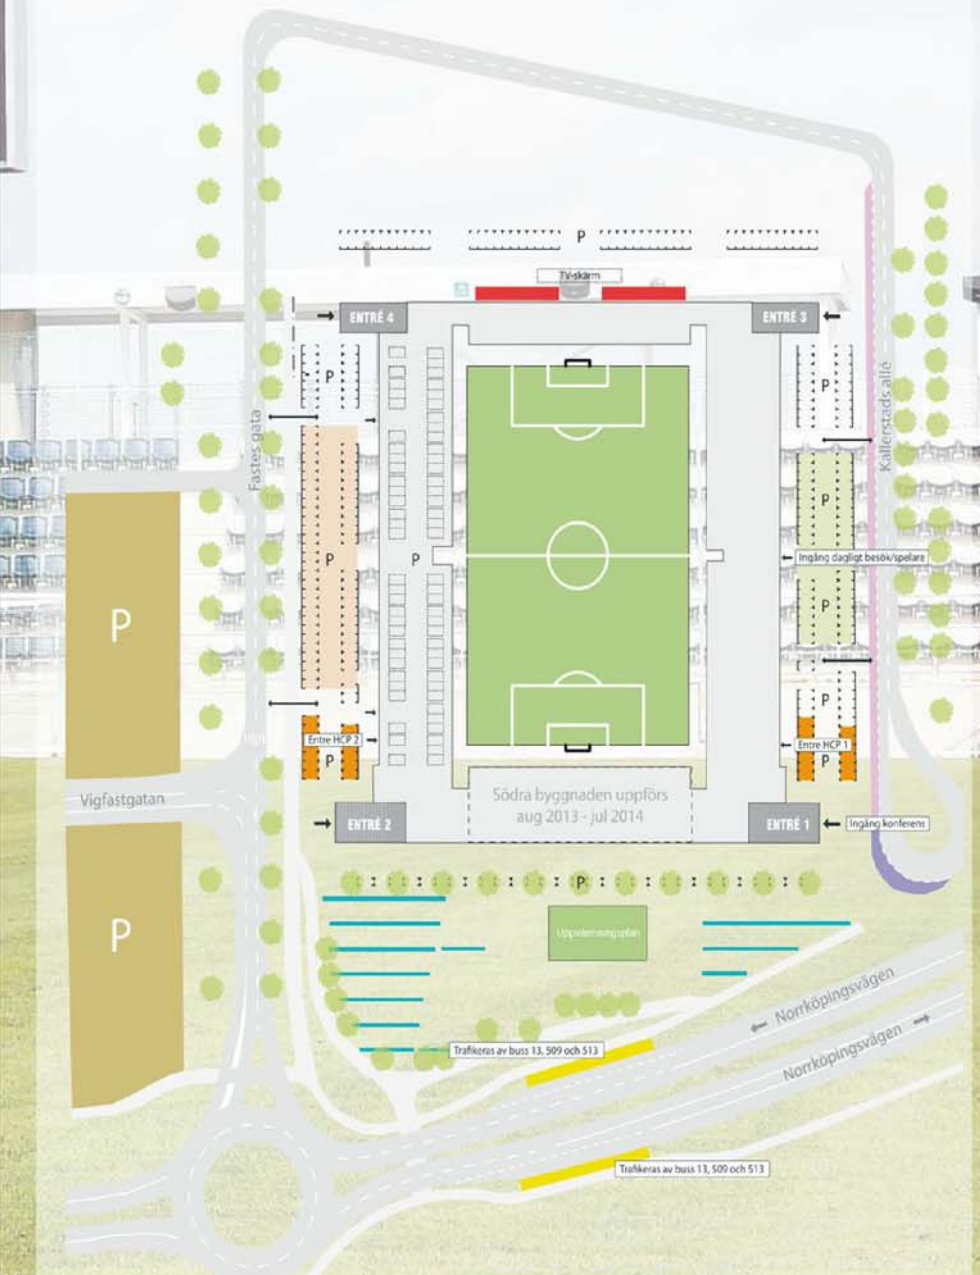 P
TV-skärm
ENTRÉ 4
ENTRÉ 3
P
P
Fastes gata
Kallerstads allé
P
P
P
Ingång dagligt besök/spelare
P
P
P
Entre HCP 2
Entre HCP 1
P
P
Vigfastgatan
Södra byggnaden uppförs
aug 2013 - jul 2014
ENTRÉ 2
ENTRÉ 1
Ingång konferens
P
P
Uppvärmningsplan
Norrköpingsvägen
Norrköpingsvägen
Trafikeras av buss 13, 509 och 513
Trafikeras av buss 13, 509 och 513